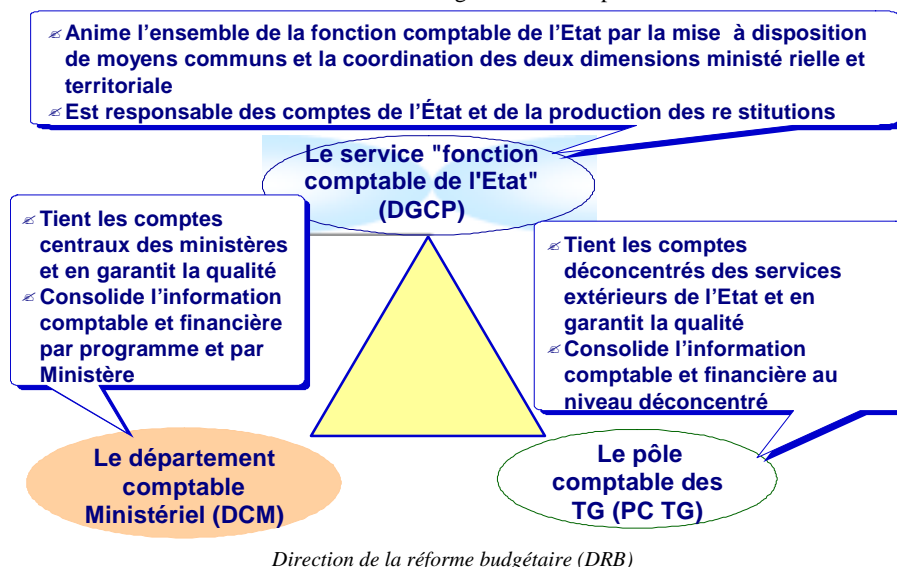 Anime l'ensemble de la fonction comptable de l'Etat par la mise à disposition
de moyens communs et la coordination des deux dimensions ministé rielle et
territoriale
Est responsable des comptes de l'État et de la production des re stitutions
Le service "fonction
comptable de l'Etat"
(DGCP)
Tient les comptes
centraux des ministères
et en garantit la qualité
Consolide l'information
comptable et financière
par programme et par
Ministère
Tient les comptes
déconcentrés des services
extérieurs de l'Etat et en
garantit la qualité
Consolide l'information
comptable et financière au
niveau déconcentré
Le département
comptable
Ministériel (DCM)
Le pôle
comptable des
TG (PC TG)
Direction de la réforme budgétaire (DRB)